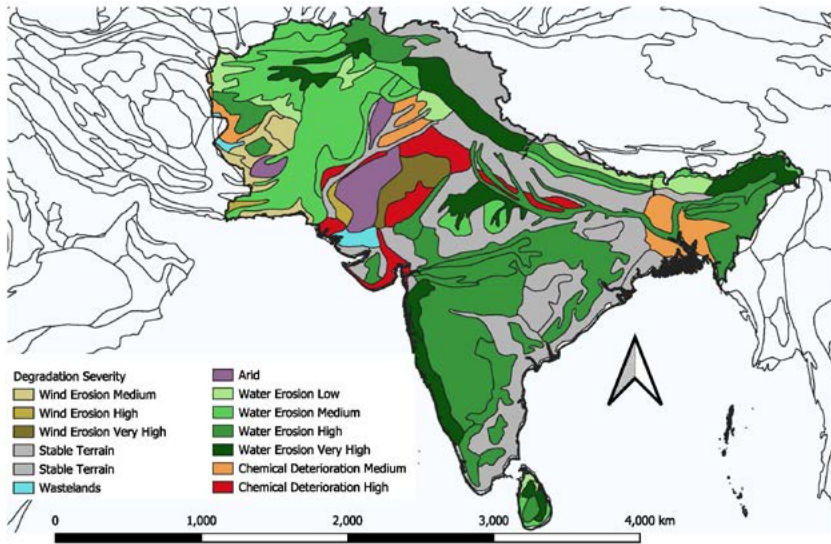 Degradation Severity
Wind Erosion Medium
Wind Erosion High
Wind Erosion Very High
Stable Terrain
Stable Terrain
Wastelands
Arid
Water Erosion Low
Water Erosion Medium
Water Erosion High
Water Erosion Very High
Chemical Deterioration Medium
Chemical Deterioration High
0 1,000 2,000 3,000 4,000 km